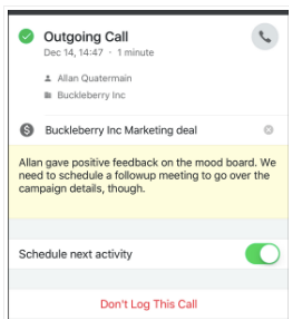 Outgoing Call
Dec 14, 14:47 · 1 minute
Allan Quatermain
Buckleberry Inc
Buckleberry Inc Marketing deal
Allan gave positive feedback on the mood board. We
need to schedule a followup meeting to go over the
campaign details, though.
Schedule next activity
Don't Log This Call